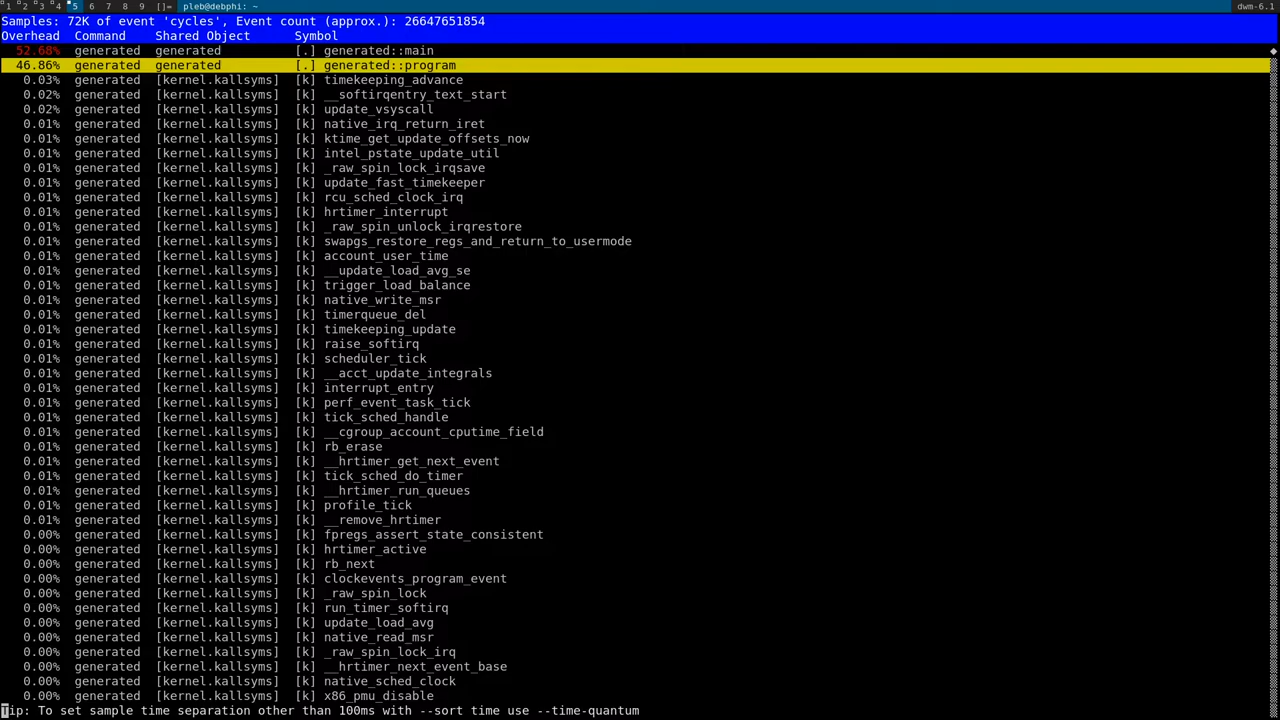 1 2 3 4 5 6 7 8 9 []= pleb@debphi: ~ dwm-6.1
Samples: 72K of event 'cycles', Event count (approx.): 26647651854
Overhead Command Shared Object Symbol
52.68% generated generated [.] generated::main
46.86% generated generated [.] generated::program
0.03% generated [kernel.kallsyms] [k] timekeeping_advance
0.02% generated [kernel.kallsyms] [k] __softirqentry_text_start
0.02% generated [kernel.kallsyms] [k] update_vsyscall
0.01% generated [kernel.kallsyms] [k] native_irq_return_iret
0.01% generated [kernel.kallsyms] [k] ktime_get_update_offsets_now
0.01% generated [kernel.kallsyms] [k] intel_pstate_update_util
0.01% generated [kernel.kallsyms] [k] _raw_spin_lock_irqsave
0.01% generated [kernel.kallsyms] [k] update_fast_timekeeper
0.01% generated [kernel.kallsyms] [k] rcu_sched_clock_irq
0.01% generated [kernel.kallsyms] [k] hrtimer_interrupt
0.01% generated [kernel.kallsyms] [k] _raw_spin_unlock_irqrestore
0.01% generated [kernel.kallsyms] [k] swapgs_restore_regs_and_return_to_usermode
0.01% generated [kernel.kallsyms] [k] account_user_time
0.01% generated [kernel.kallsyms] [k] __update_load_avg_se
0.01% generated [kernel.kallsyms] [k] trigger_load_balance
0.01% generated [kernel.kallsyms] [k] native_write_msr
0.01% generated [kernel.kallsyms] [k] timerqueue_del
0.01% generated [kernel.kallsyms] [k] timekeeping_update
0.01% generated [kernel.kallsyms] [k] raise_softirq
0.01% generated [kernel.kallsyms] [k] scheduler_tick
0.01% generated [kernel.kallsyms] [k] __acct_update_integrals
0.01% generated [kernel.kallsyms] [k] interrupt_entry
0.01% generated [kernel.kallsyms] [k] perf_event_task_tick
0.01% generated [kernel.kallsyms] [k] tick_sched_handle
0.01% generated [kernel.kallsyms] [k] __cgroup_account_cputime_field
0.01% generated [kernel.kallsyms] [k] rb_erase
0.01% generated [kernel.kallsyms] [k] __hrtimer_get_next_event
0.01% generated [kernel.kallsyms] [k] tick_sched_do_timer
0.01% generated [kernel.kallsyms] [k] __hrtimer_run_queues
0.01% generated [kernel.kallsyms] [k] profile_tick
0.01% generated [kernel.kallsyms] [k] __remove_hrtimer
0.00% generated [kernel.kallsyms] [k] fpregs_assert_state_consistent
0.00% generated [kernel.kallsyms] [k] hrtimer_active
0.00% generated [kernel.kallsyms] [k] rb_next
0.00% generated [kernel.kallsyms] [k] clockevents_program_event
0.00% generated [kernel.kallsyms] [k] _raw_spin_lock
0.00% generated [kernel.kallsyms] [k] run_timer_softirq
0.00% generated [kernel.kallsyms] [k] update_load_avg
0.00% generated [kernel.kallsyms] [k] native_read_msr
0.00% generated [kernel.kallsyms] [k] _raw_spin_lock_irq
0.00% generated [kernel.kallsyms] [k] __hrtimer_next_event_base
0.00% generated [kernel.kallsyms] [k] native_sched_clock
0.00% generated [kernel.kallsyms] [k] x86_pmu_disable
Tip: To set sample time separation other than 100ms with --sort time use --time-quantum